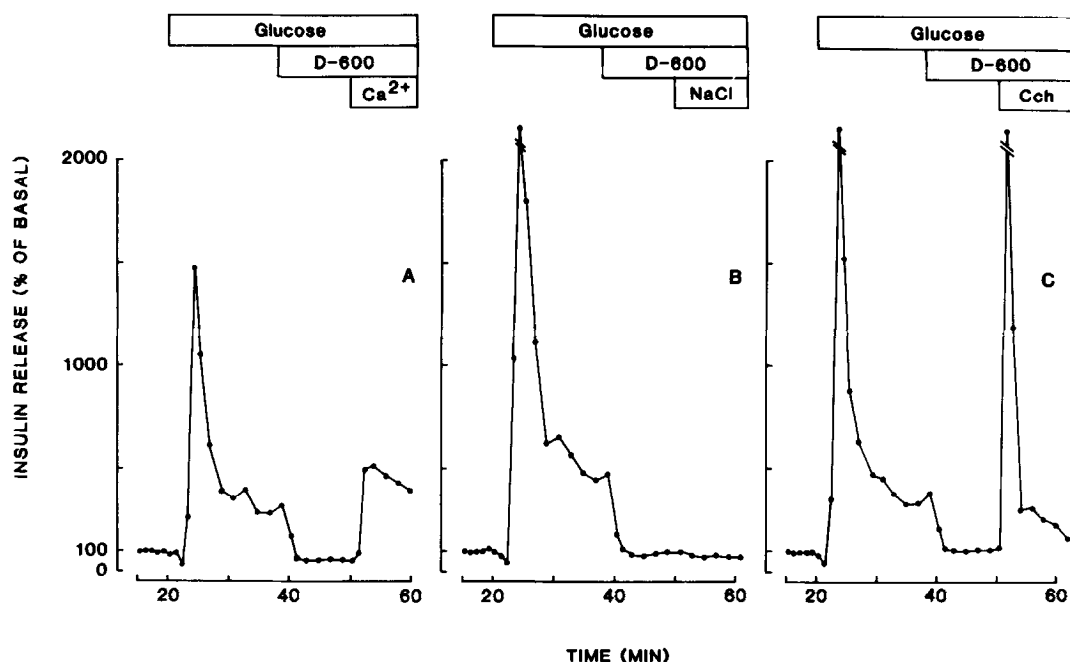 Glucose
D-600
Ca2+
Glucose
D-600
NaCl
Glucose
D-600
Cch
INSULIN RELEASE (% OF BASAL)
2000
1000
100
0
A
B
C
20 40 60
20 40 60
20 40 60
TIME (MIN)